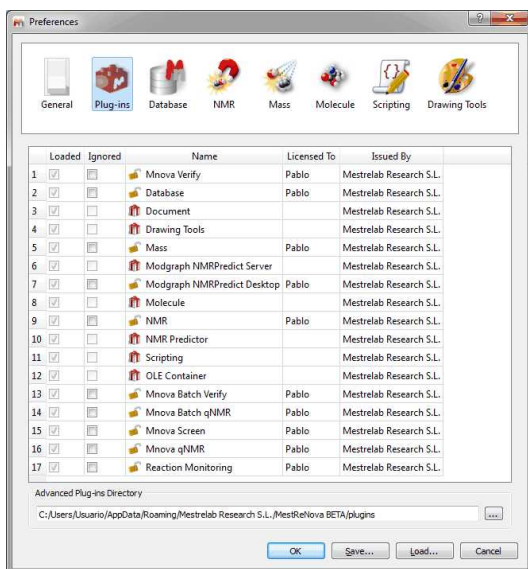 Preferences
General Plug-ins Database NMR Mass Molecule Scripting Drawing Tools
Loaded Ignored Name Licensed To Issued By
1 Mnova Verify Pablo Mestrelab Research S.L.
2 Database Pablo Mestrelab Research S.L.
3 Document Mestrelab Research S.L.
4 Drawing Tools Mestrelab Research S.L.
5 Mass Pablo Mestrelab Research S.L.
6 Modgraph NMRPredict Server Mestrelab Research S.L.
7 Modgraph NMRPredict Desktop Pablo Mestrelab Research S.L.
8 Molecule Mestrelab Research S.L.
9 NMR Pablo Mestrelab Research S.L.
10 NMR Predictor Mestrelab Research S.L.
11 Scripting Mestrelab Research S.L.
12 OLE Container Mestrelab Research S.L.
13 Mnova Batch Verify Pablo Mestrelab Research S.L.
14 Mnova Batch qNMR Pablo Mestrelab Research S.L.
15 Mnova Screen Pablo Mestrelab Research S.L.
16 Mnova qNMR Pablo Mestrelab Research S.L.
17 Reaction Monitoring Pablo Mestrelab Research S.L.
Advanced Plug-ins Directory
C:/Users/Usuario/AppData/Roaming/Mestrelab Research S.L./MestReNova BETA/plugins ...
OK Save... Load... Cancel